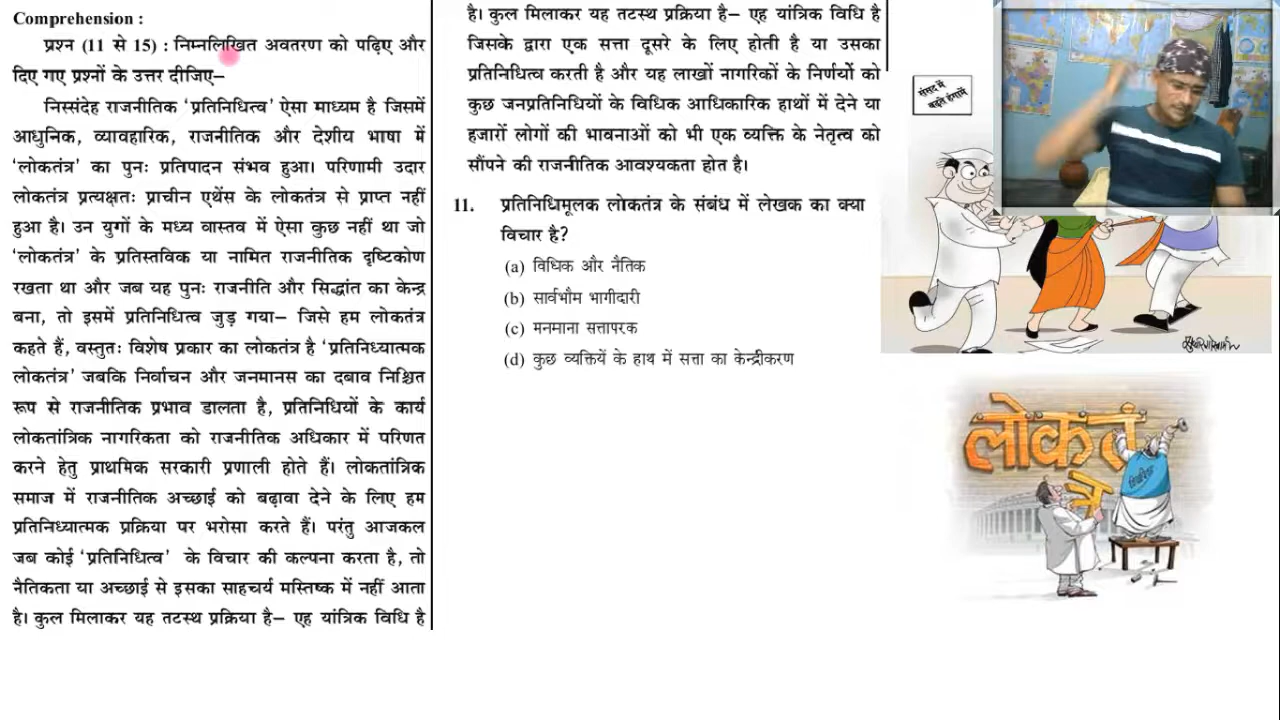 Comprehension :
प्रश्न (11 से 15) : निम्नलिखित अवतरण को पढ़िए और
दिए गए प्रश्नों के उत्तर दीजिए–
निस्संदेह राजनीतिक ‘प्रतिनिधित्व’ ऐसा माध्यम है जिसमें
आधुनिक, व्यावहारिक, राजनीतिक और देशीय भाषा में
‘लोकतंत्र’ का पुनः प्रतिपादन संभव हुआ। परिणामी उदार
लोकतंत्र प्रत्यक्षतः प्राचीन एथेंस के लोकतंत्र से प्राप्त नहीं
हुआ है। उन युगों के मध्य वास्तव में ऐसा कुछ नहीं था जो
‘लोकतंत्र’ के प्रतिस्तविक या नामित राजनीतिक दृष्टिकोण
रखता था और जब यह पुनः राजनीति और सिद्धांत का केन्द्र
बना, तो इसमें प्रतिनिधित्व जुड़ गया– जिसे हम लोकतंत्र
कहते हैं, वस्तुतः विशेष प्रकार का लोकतंत्र है ‘प्रतिनिध्यात्मक
लोकतंत्र’ जबकि निर्वाचन और जनमानस का दबाव निश्चित
रूप से राजनीतिक प्रभाव डालता है, प्रतिनिधियों के कार्य
लोकतांत्रिक नागरिकता को राजनीतिक अधिकार में परिणत
करने हेतु प्राथमिक सरकारी प्रणाली होते हैं। लोकतांत्रिक
समाज में राजनीतिक अच्छाई को बढ़ावा देने के लिए हम
प्रतिनिध्यात्मक प्रक्रिया पर भरोसा करते हैं। परंतु आजकल
जब कोई ‘प्रतिनिधित्व’ के विचार की कल्पना करता है, तो
नैतिकता या अच्छाई से इसका साहचर्य मस्तिष्क में नहीं आता
है। कुल मिलाकर यह तटस्थ प्रक्रिया है– एह यांत्रिक विधि है
है। कुल मिलाकर यह तटस्थ प्रक्रिया है– एह यांत्रिक विधि है
जिसके द्वारा एक सत्ता दूसरे के लिए होती है या उसका
प्रतिनिधित्व करती है और यह लाखों नागरिकों के निर्णयों को
कुछ जनप्रतिनिधियों के विधिक आधिकारिक हाथों में देने या
हजारों लोगों की भावनाओं को भी एक व्यक्ति के नेतृत्व को
सौंपने की राजनीतिक आवश्यकता होत है।
11. प्रतिनिधिमूलक लोकतंत्र के संबंध में लेखक का क्या
विचार है?
(a) विधिक और नैतिक
(b) सार्वभौम भागीदारी
(c) मनमाना सत्तापरक
(d) कुछ व्यक्तियें के हाथ में सत्ता का केन्द्रीकरण
संसद में
बढ़ते हंगामें
लोकतं
त्र